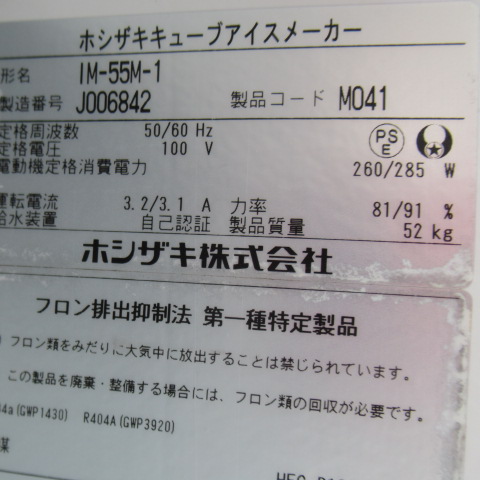 ホシザキキューブアイスメーカー
形名 IM-55M-1
製造番号 J006842 製品コード M041
定格周波数 50/60 Hz
定格電圧 100 V
電動機定格消費電力 260/285 W
PSE
運転電流 3.2/3.1 A 力率 81/91 %
給水装置 自己認証 製品質量 52 kg
ホシザキ株式会社
フロン排出抑制法 第一種特定製品
フロン類をみだりに大気中に放出することは禁じられています。
この製品を廃棄・整備する場合には、フロン類の回収が必要です。
4a(GWP1430) R404A(GWP3920)
媒